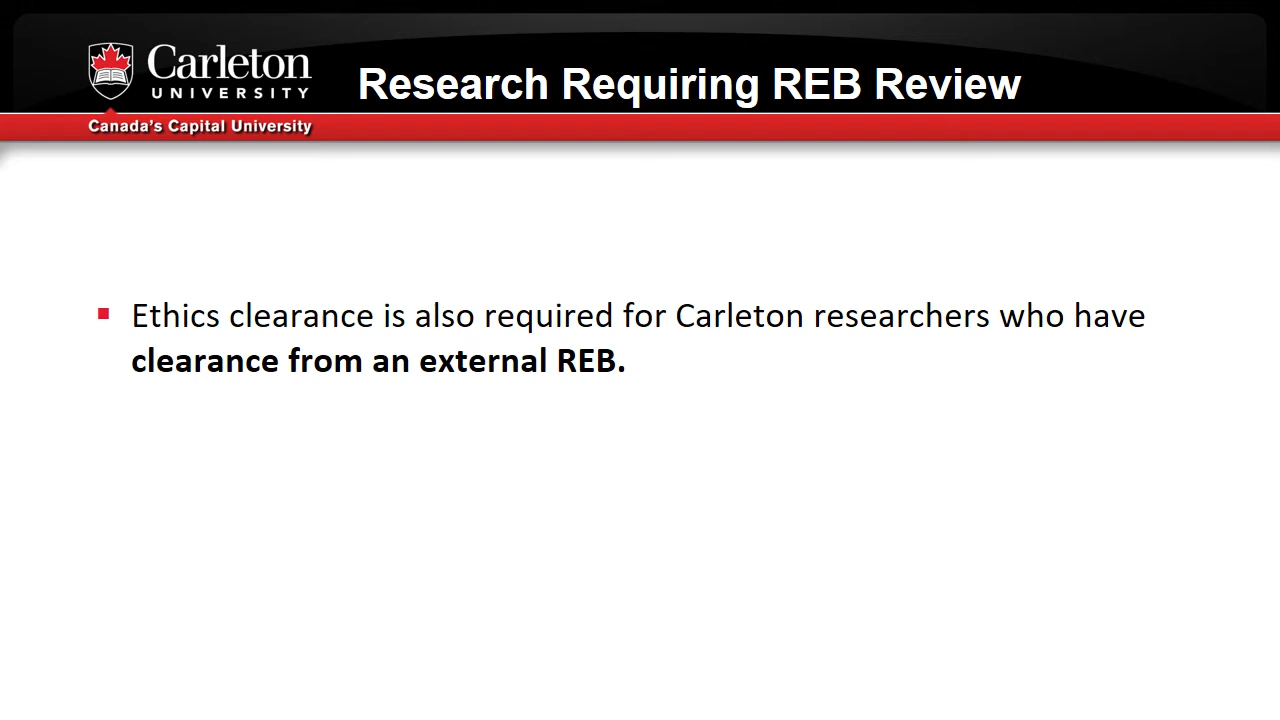 Carleton
UNIVERSITY
Canada's Capital University
Research Requiring REB Review
Ethics clearance is also required for Carleton researchers who have
clearance from an external REB.